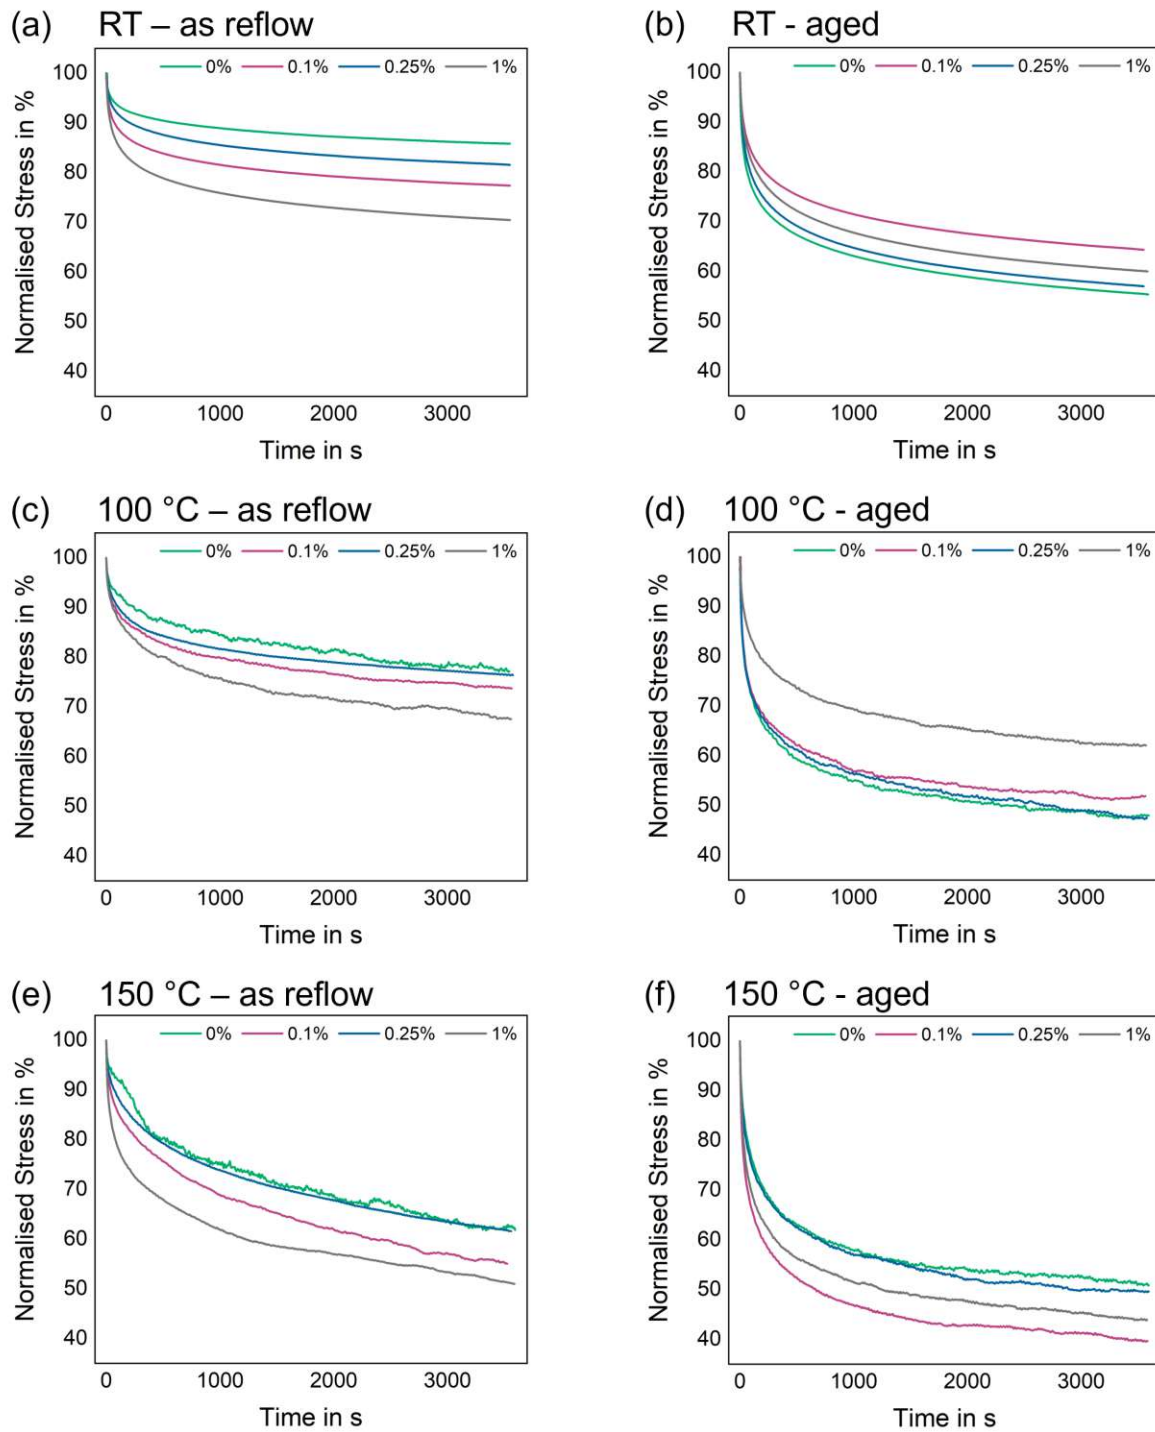 (a) RT – as reflow
0% 0.1% 0.25% 1%
Normalised Stress in %
100
90
80
70
60
50
40
0 1000 2000 3000
Time in s
(b) RT - aged
0% 0.1% 0.25% 1%
Normalised Stress in %
100
90
80
70
60
50
40
0 1000 2000 3000
Time in s
(c) 100 °C – as reflow
0% 0.1% 0.25% 1%
Normalised Stress in %
100
90
80
70
60
50
40
0 1000 2000 3000
Time in s
(d) 100 °C - aged
0% 0.1% 0.25% 1%
Normalised Stress in %
100
90
80
70
60
50
40
0 1000 2000 3000
Time in s
(e) 150 °C – as reflow
0% 0.1% 0.25% 1%
Normalised Stress in %
100
90
80
70
60
50
40
0 1000 2000 3000
Time in s
(f) 150 °C - aged
0% 0.1% 0.25% 1%
Normalised Stress in %
100
90
80
70
60
50
40
0 1000 2000 3000
Time in s